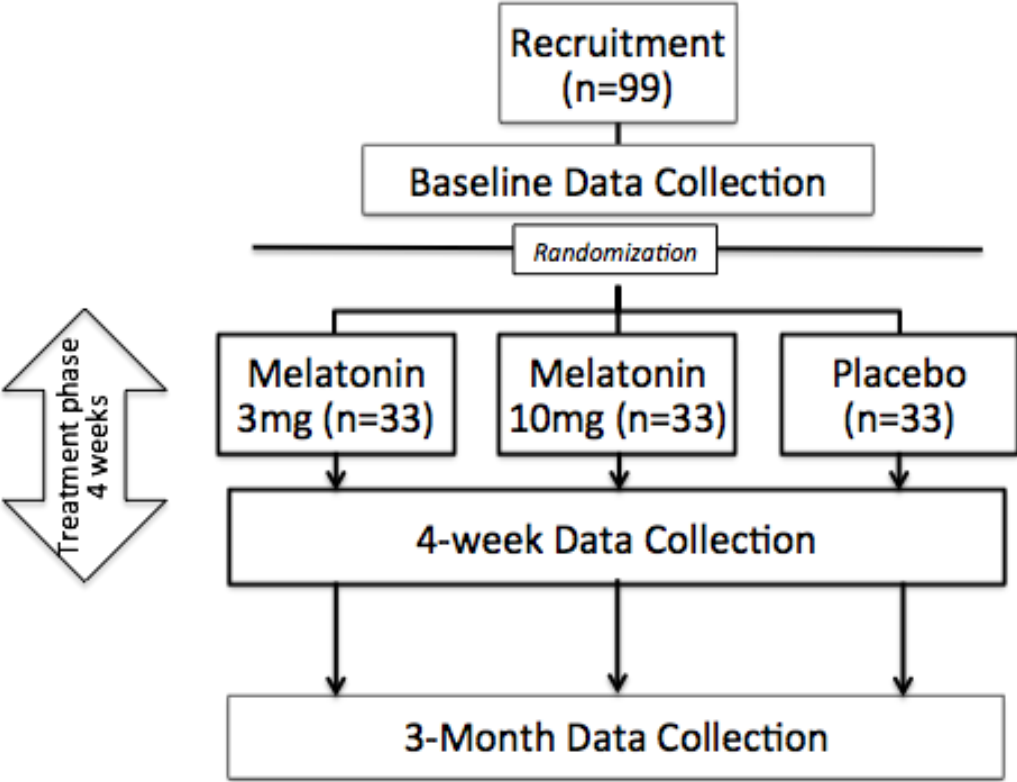 Recruitment
(n=99)
Baseline Data Collection
Randomization
Treatment phase
4 weeks
Melatonin
3mg (n=33)
Melatonin
10mg (n=33)
Placebo
(n=33)
4-week Data Collection
3-Month Data Collection